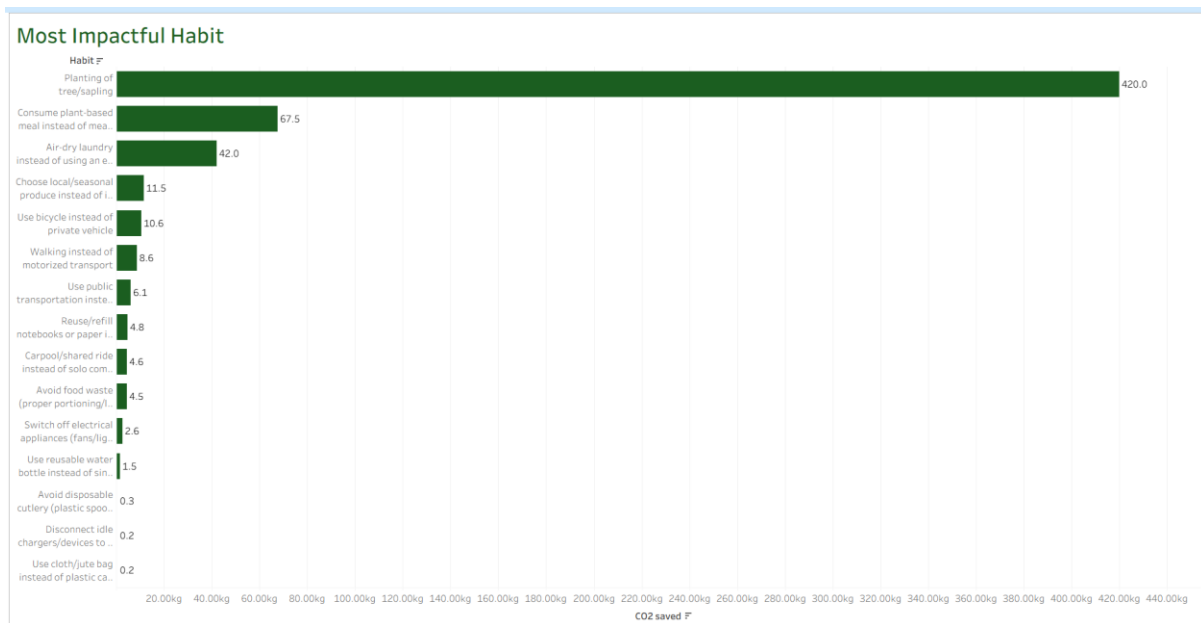 Most Impactful Habit
Habit
Planting of
tree/sapling
420.0
Consume plant-based
meal instead of mea..
67.5
Air-dry laundry
instead of using an e..
42.0
Choose local/seasonal
produce instead of i..
11.5
Use bicycle instead of
private vehicle
10.6
Walking instead of
motorized transport
8.6
Use public
transportation inste..
6.1
Reuse/refill
notebooks or paper i..
4.8
Carpool/shared ride
instead of solo com..
4.6
Avoid food waste
(proper portioning/l..
4.5
Switch off electrical
appliances (fans/lig..
2.6
Use reusable water
bottle instead of sin..
1.5
Avoid disposable
cutlery (plastic spoo..
0.3
Disconnect idle
chargers/devices to ..
0.2
Use cloth/jute bag
instead of plastic ca..
0.2
20.00kg 40.00kg 60.00kg 80.00kg 100.00kg 120.00kg 140.00kg 160.00kg 180.00kg 200.00kg 220.00kg 240.00kg 260.00kg 280.00kg 300.00kg 320.00kg 340.00kg 360.00kg 380.00kg 400.00kg 420.00kg 440.00kg
CO2 saved